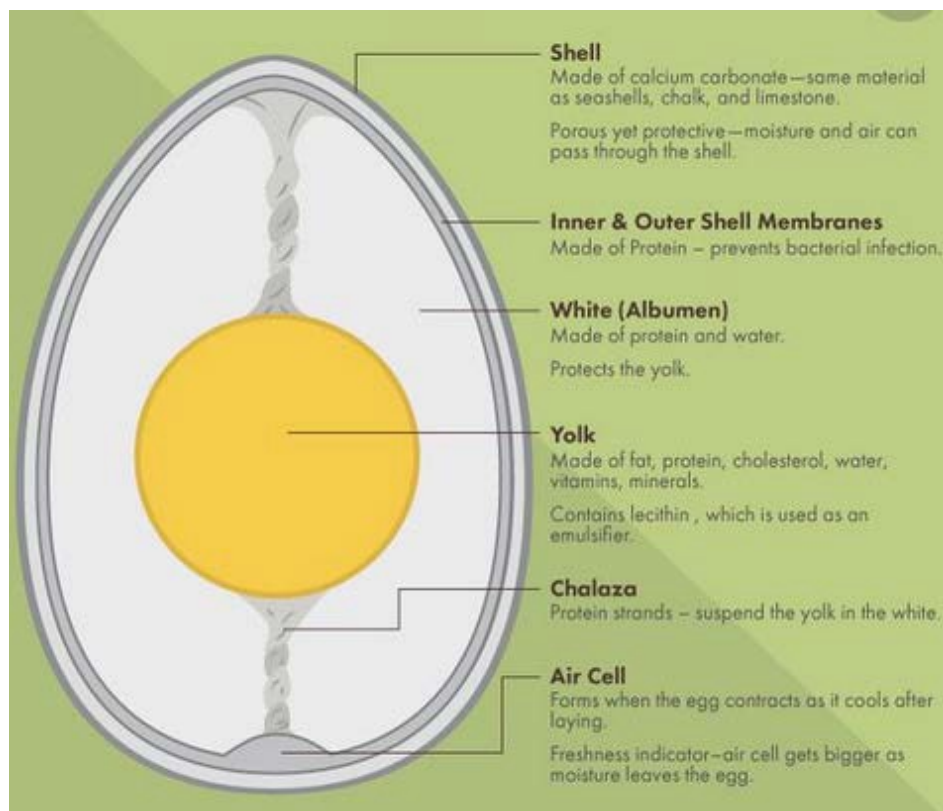 Shell
Made of calcium carbonate—same material
as seashells, chalk, and limestone.
Porous yet protective—moisture and air can
pass through the shell.
Inner & Outer Shell Membranes
Made of Protein – prevents bacterial infection.
White (Albumen)
Made of protein and water.
Protects the yolk.
Yolk
Made of fat, protein, cholesterol, water,
vitamins, minerals.
Contains lecithin , which is used as an
emulsifier.
Chalaza
Protein strands – suspend the yolk in the white.
Air Cell
Forms when the egg contracts as it cools after
laying.
Freshness indicator–air cell gets bigger as
moisture leaves the egg.